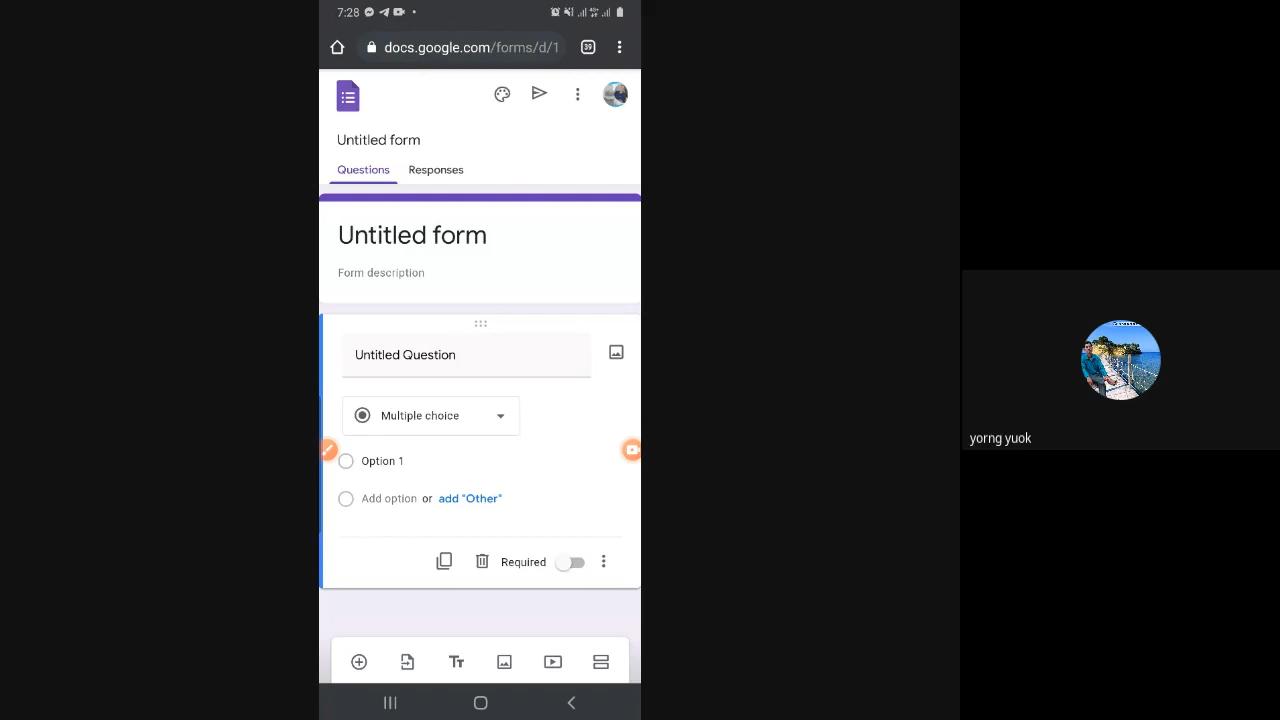 7:28
docs.google.com/forms/d/1
39
Untitled form
Questions Responses
Untitled form
Form description
Untitled Question
Multiple choice
Option 1
Add option or add "Other"
Required
Tт
yorng yuok